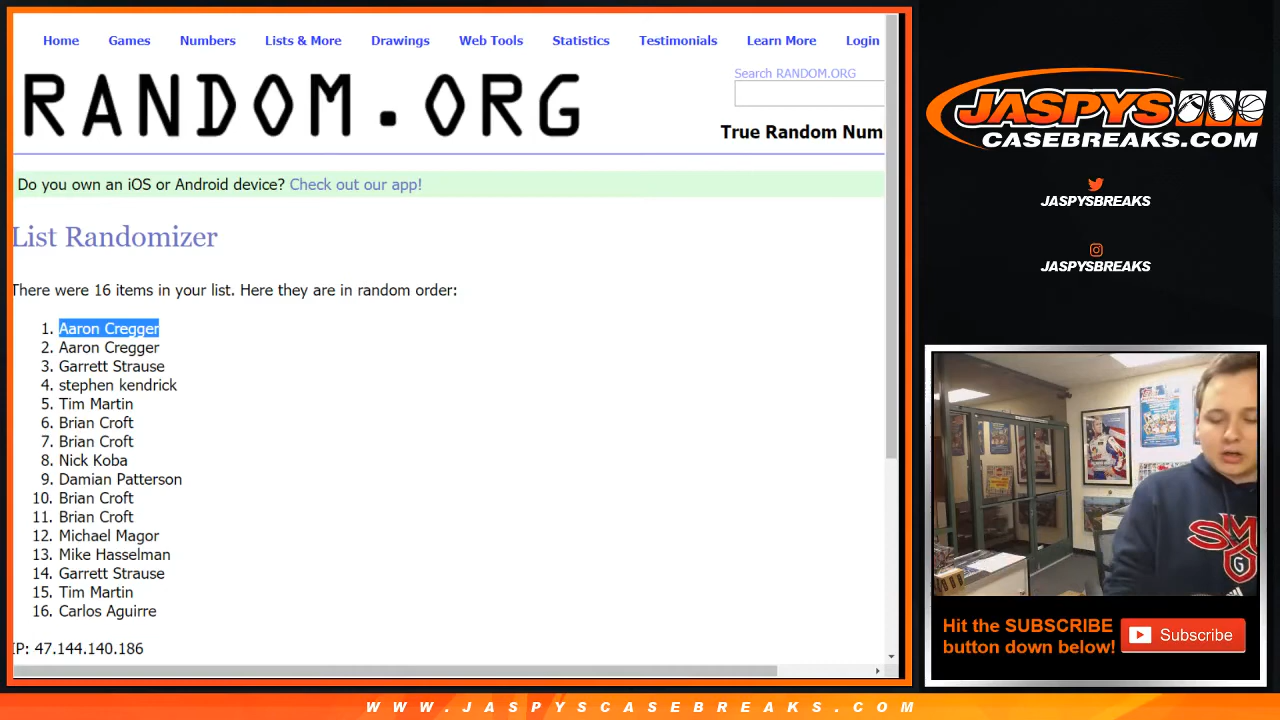 Home Games Numbers Lists & More Drawings Web Tools Statistics Testimonials Learn More Login
RANDOM.ORG
Search RANDOM.ORG
True Random Num
Do you own an iOS or Android device? Check out our app!
List Randomizer
There were 16 items in your list. Here they are in random order:
1. Aaron Cregger
2. Aaron Cregger
3. Garrett Strause
4. stephen kendrick
5. Tim Martin
6. Brian Croft
7. Brian Croft
8. Nick Koba
9. Damian Patterson
10. Brian Croft
11. Brian Croft
12. Michael Magor
13. Mike Hasselman
14. Garrett Strause
15. Tim Martin
16. Carlos Aguirre
IP: 47.144.140.186
JASPYS
CASEBREAKS.COM
JASPYSBREAKS
JASPYSBREAKS
SMC
G
Hit the SUBSCRIBE
button down below!
Subscribe
WWW.JASPYSCASEBREAKS.COM